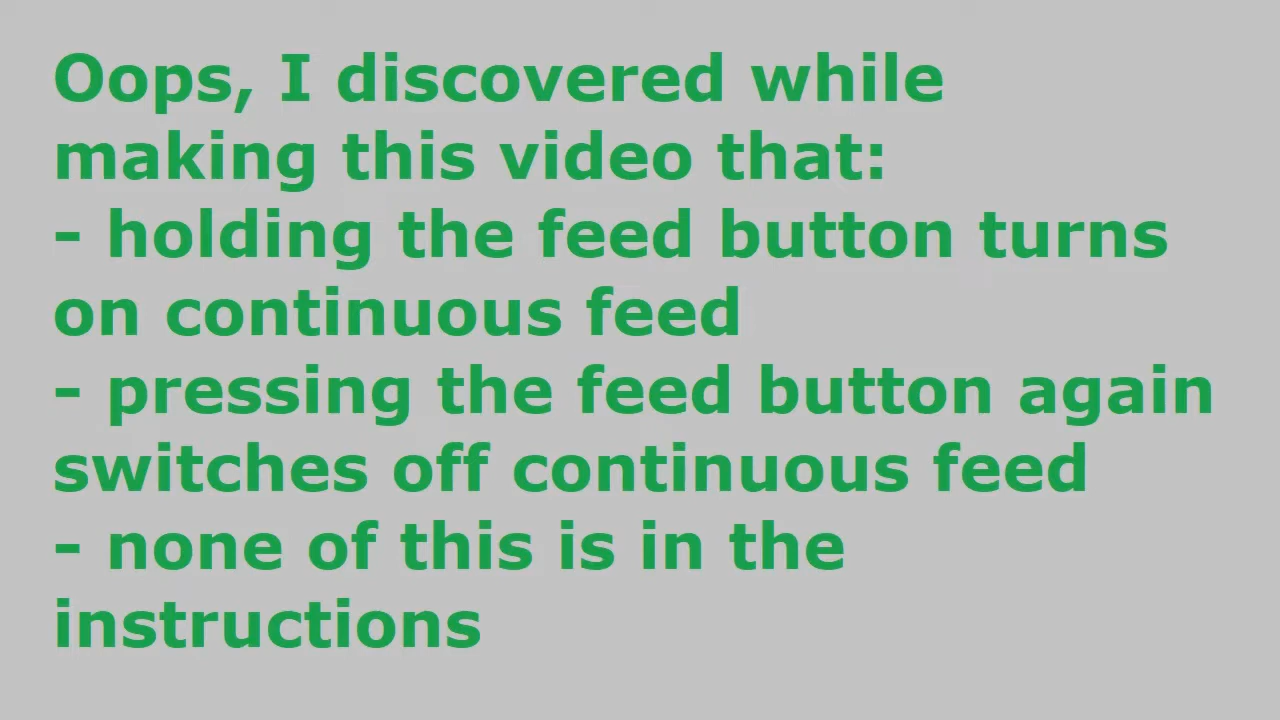 Oops, I discovered while
making this video that:
- holding the feed button turns
on continuous feed
- pressing the feed button again
switches off continuous feed
- none of this is in the
instructions